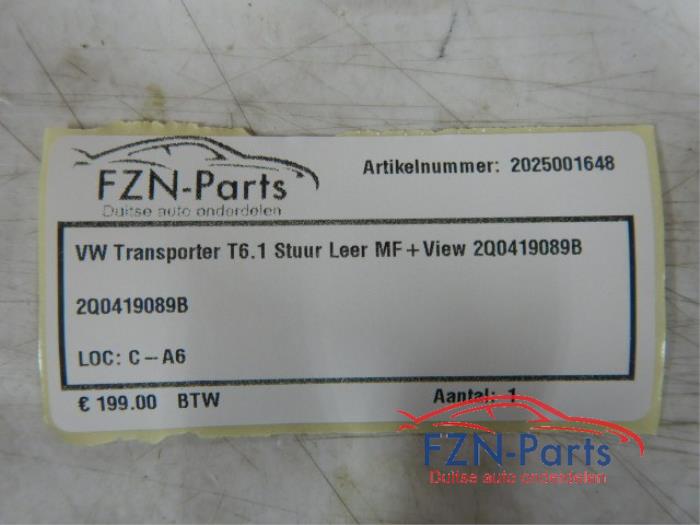 FZN-Parts
Duitse auto onderdelen
Artikelnummer: 2025001648
VW Transporter T6.1 Stuur Leer MF+View 2Q0419089B
2Q0419089B
LOC: C-A6
€ 199.00 BTW
Aantal: 1
FZN-Parts
Duitse auto onderdelen